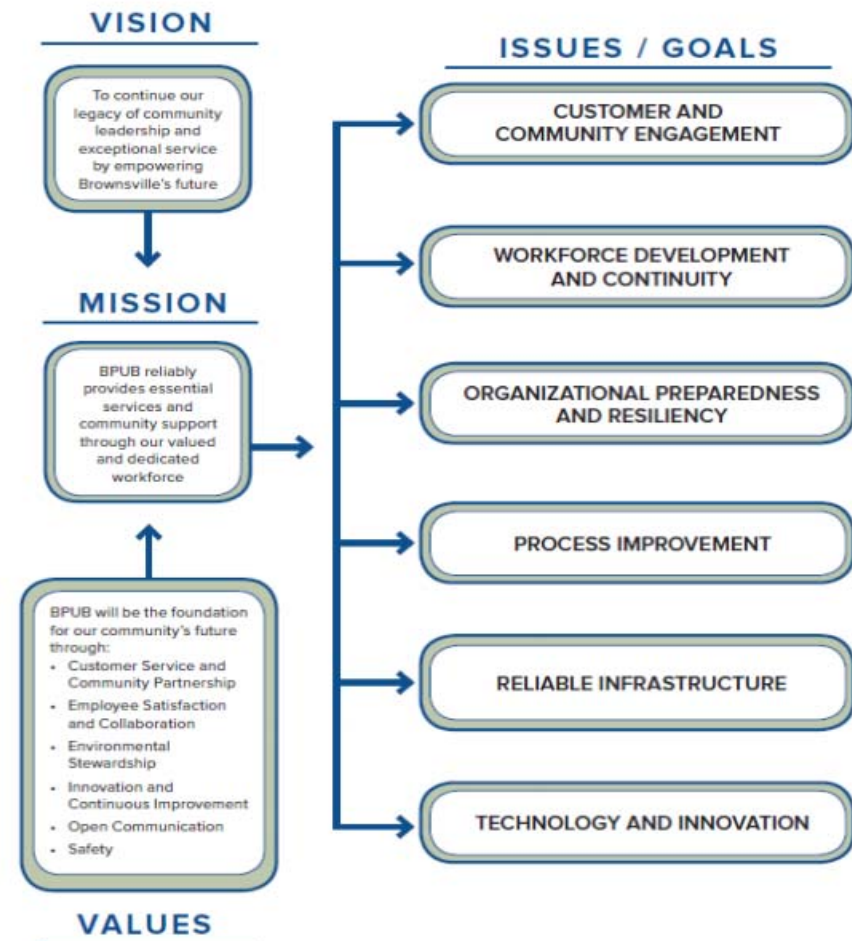 VISION
To continue our
legacy of community
leadership and
exceptional service
by empowering
Brownsville's future
MISSION
BPUB reliably
provides essential
services and
community support
through our valued
and dedicated
workforce
BPUB will be the foundation
for our community's future
through:
• Customer Service and
Community Partnership
• Employee Satisfaction
and Collaboration
• Environmental
Stewardship
• Innovation and
Continuous Improvement
• Open Communication
• Safety
VALUES
ISSUES / GOALS
CUSTOMER AND
COMMUNITY ENGAGEMENT
WORKFORCE DEVELOPMENT
AND CONTINUITY
ORGANIZATIONAL PREPAREDNESS
AND RESILIENCY
PROCESS IMPROVEMENT
RELIABLE INFRASTRUCTURE
TECHNOLOGY AND INNOVATION